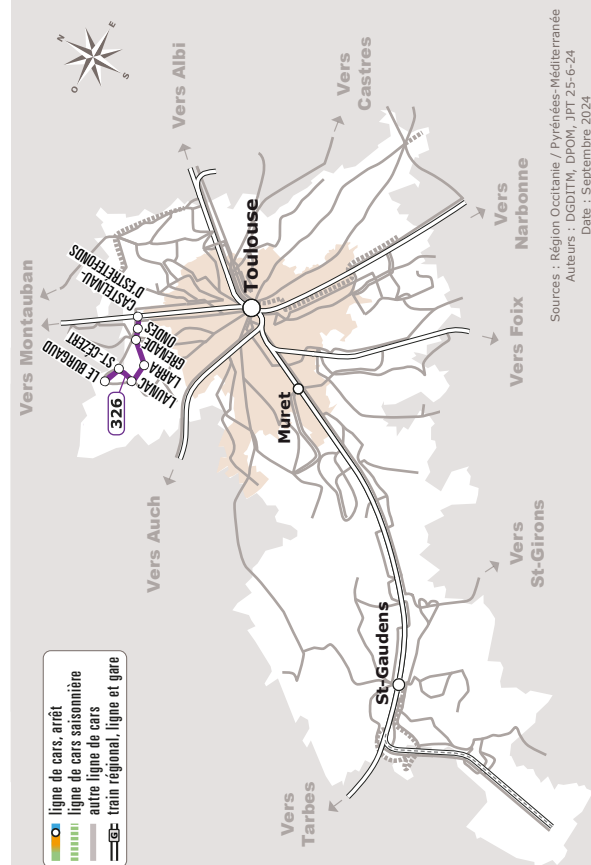 ligne de cars, arrêt
ligne de cars saisonnière
autre ligne de cars
G train régional, ligne et gare
N
E
S
O
Vers Montauban
Vers Albi
Vers
Castres
Vers Auch
Vers
Narbonne
Vers Foix
Vers
St-Girons
Vers
Tarbes
326
LE BURGAUD
ST-CÉZERT
LAUNAC
LARRA
GRENADE
ONDES
CASTELNAU-
D'ESTRÉTEFONDS
Toulouse
Muret
St-Gaudens
Sources : Région Occitanie / Pyrénées-Méditerranée
Auteurs : DGDITM, DPOM, JPT 25-6-24
Date : Septembre 2024